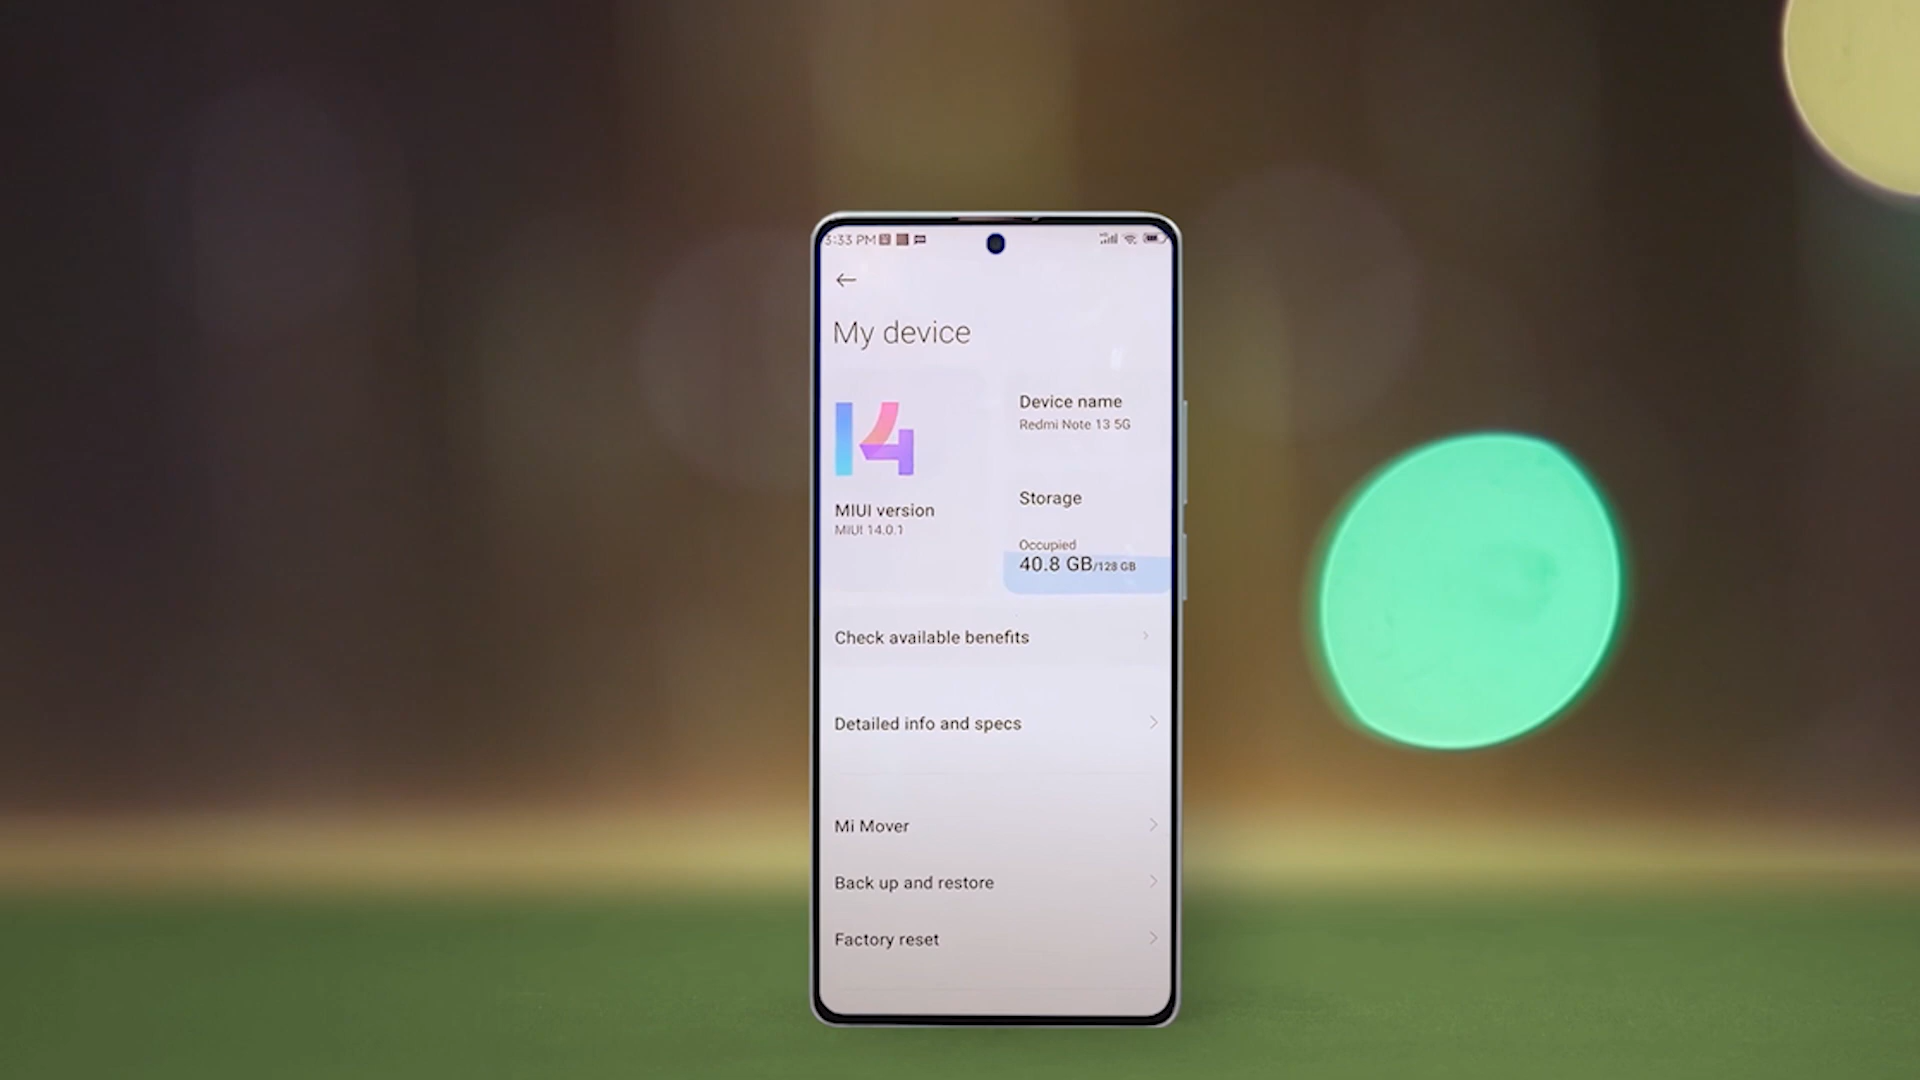 3:33 PM
My device
14
Device name
Redmi Note 13 5G
MIUI version
MIUI 14.0.1
Storage
Occupied
40.8 GB/128 GB
Check available benefits
Detailed info and specs
Mi Mover
Back up and restore
Factory reset